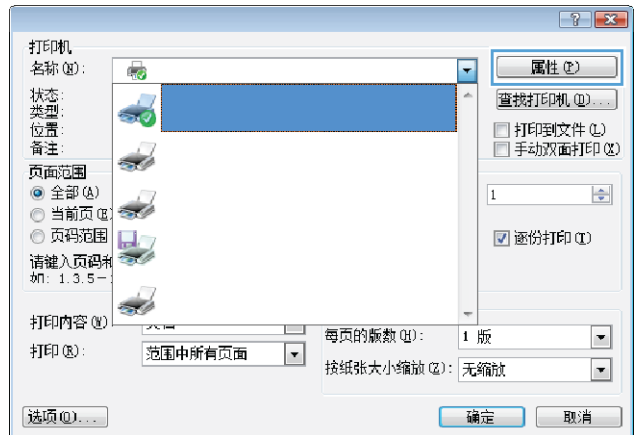 打印机
名称(N):
属性(P)
状态:
查找打印机(D)...
类型:
位置:
打印到文件(L)
备注:
手动双面打印(X)
页面范围
全部(A)
1
当前页(E)
页码范围
逐份打印(T)
请键入页码和
如: 1.3.5-
打印内容(W)
每页的版数(H):
1 版
打印(R):
范围中所有页面
按纸张大小缩放(Z):
无缩放
选项(O)...
确定
取消